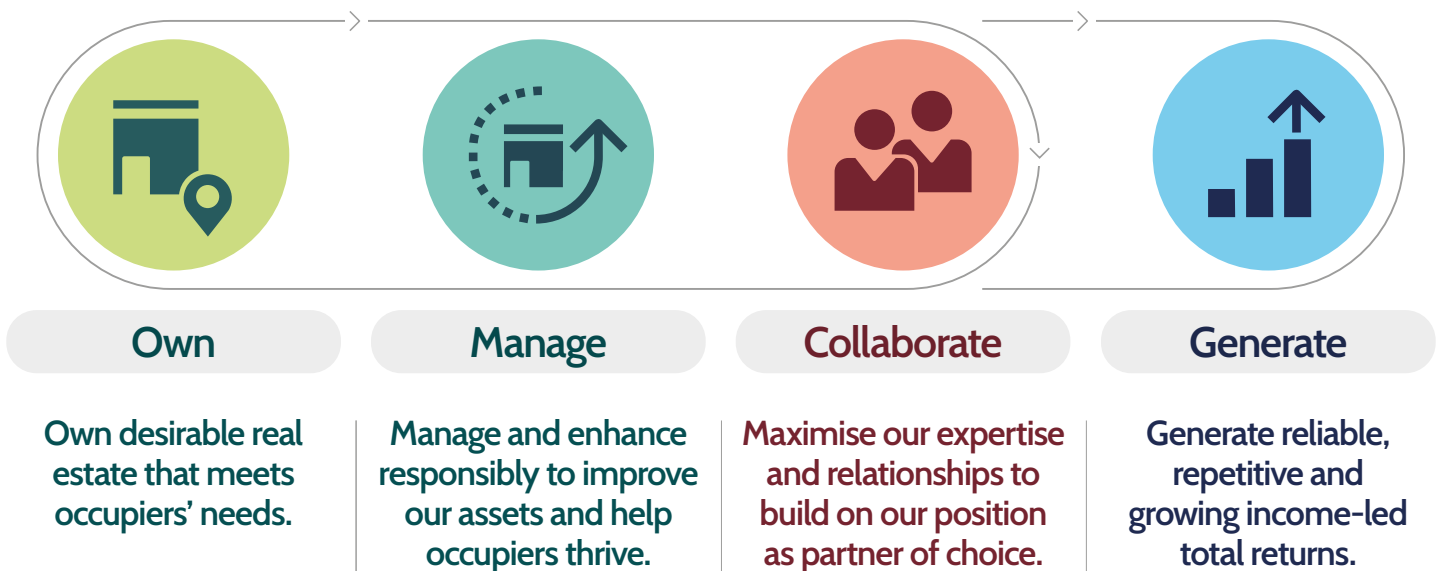 Own
Manage
Collaborate
Generate
Own desirable real
estate that meets
occupiers’ needs.
Manage and enhance
responsibly to improve
our assets and help
occupiers thrive.
Maximise our expertise
and relationships to
build on our position
as partner of choice.
Generate reliable,
repetitive and
growing income-led
total returns.